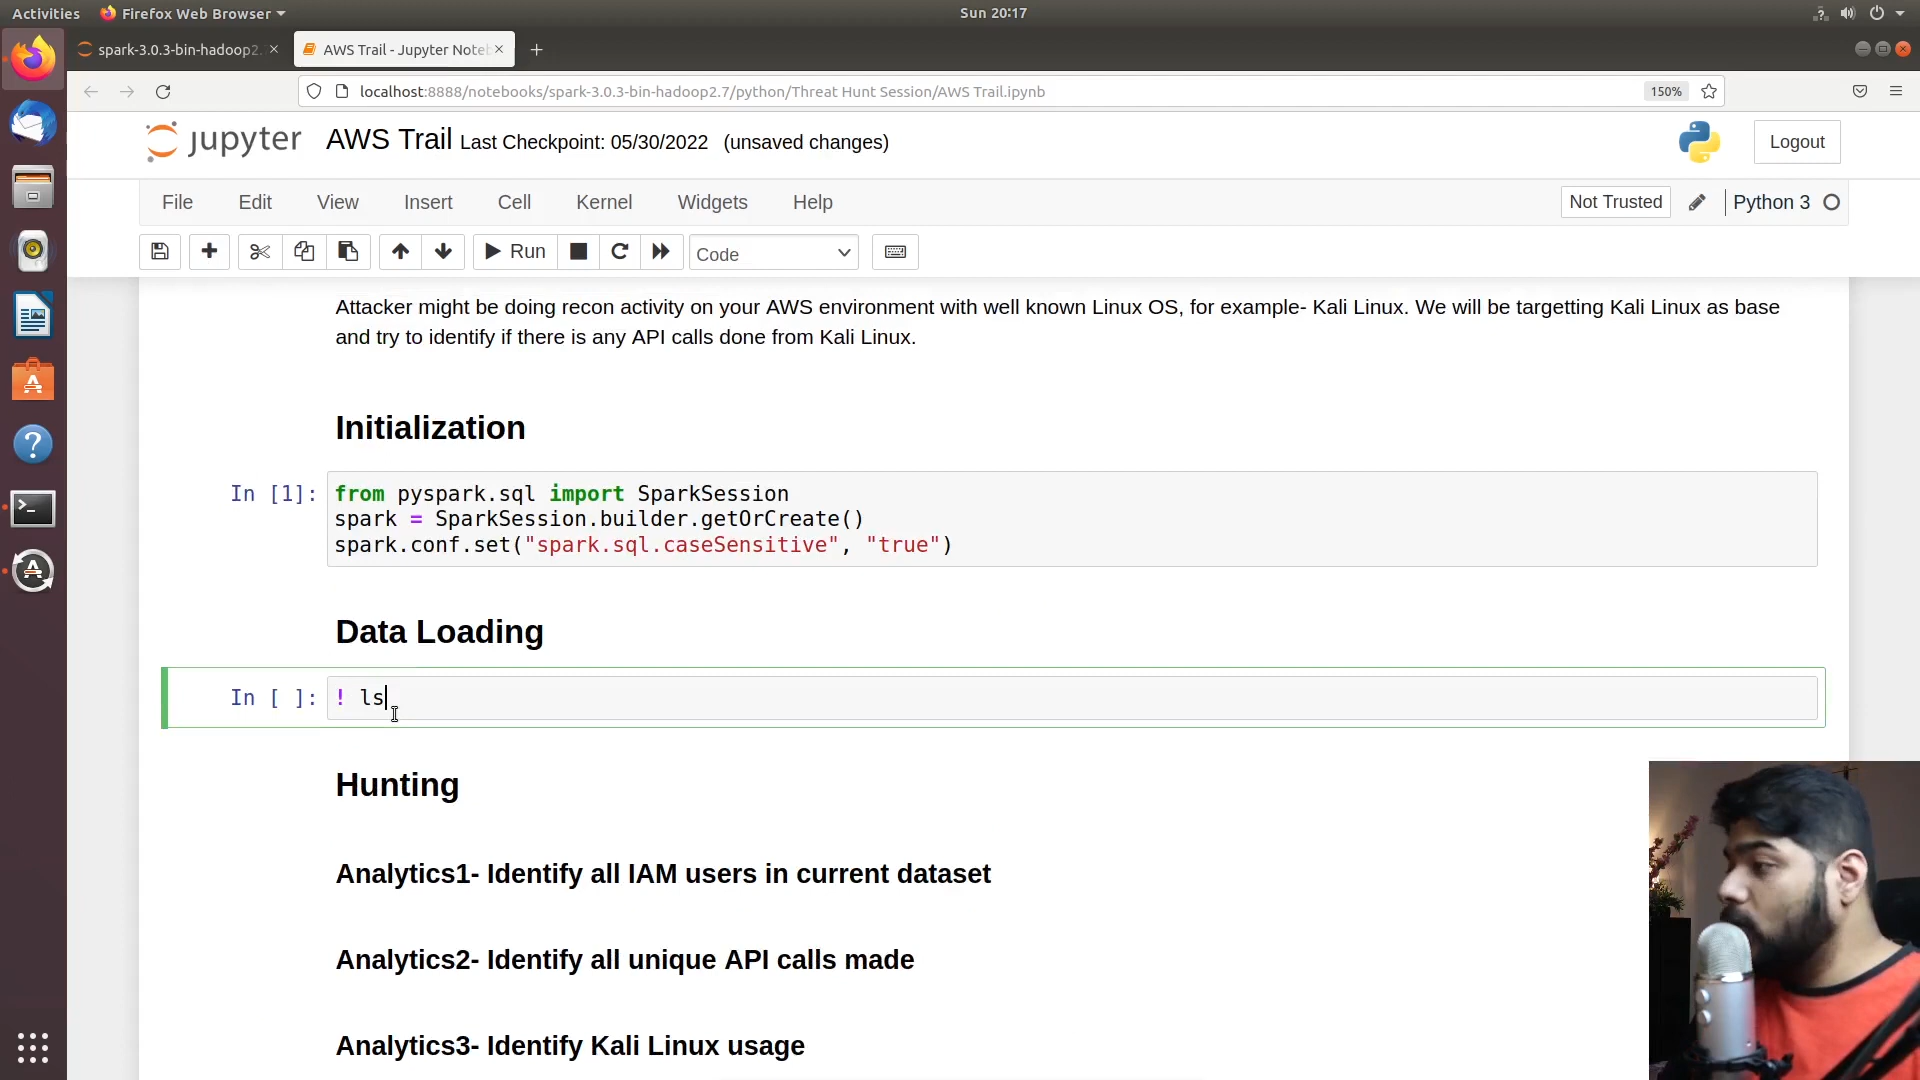 Activities
Firefox Web Browser
Sun 20:17
spark-3.0.3-bin-hadoop2.
AWS Trail - Jupyter Note
localhost:8888/notebooks/spark-3.0.3-bin-hadoop2.7/python/Threat Hunt Session/AWS Trail.ipynb
150%
jupyter
AWS Trail Last Checkpoint: 05/30/2022 (unsaved changes)
Logout
File Edit View Insert Cell Kernel Widgets Help
Not Trusted
Python 3
Run
Code
Attacker might be doing recon activity on your AWS environment with well known Linux OS, for example- Kali Linux. We will be targetting Kali Linux as base
and try to identify if there is any API calls done from Kali Linux.
Initialization
In [1]:
from pyspark.sql import SparkSession
spark = SparkSession.builder.getOrCreate()
spark.conf.set("spark.sql.caseSensitive", "true")
Data Loading
In [ ]:
! ls
Hunting
Analytics1- Identify all IAM users in current dataset
Analytics2- Identify all unique API calls made
Analytics3- Identify Kali Linux usage